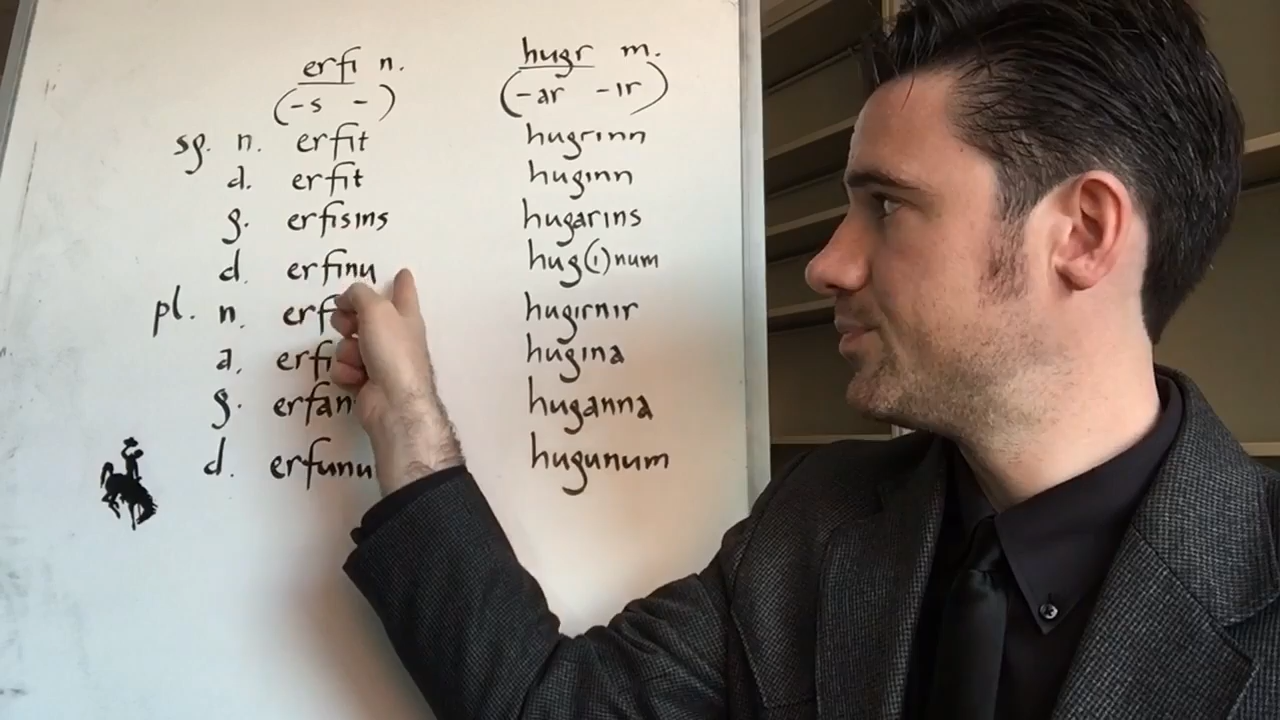 erfi n. hugr m.
(-s -) (-ar -ir)
sg. n. erfit hugrinn
d. erfit huginn
g. erfisins hugarins
d. erfinu hug(i)num
pl. n. hugirnir
a. hugina
g. huganna
d. hugunum